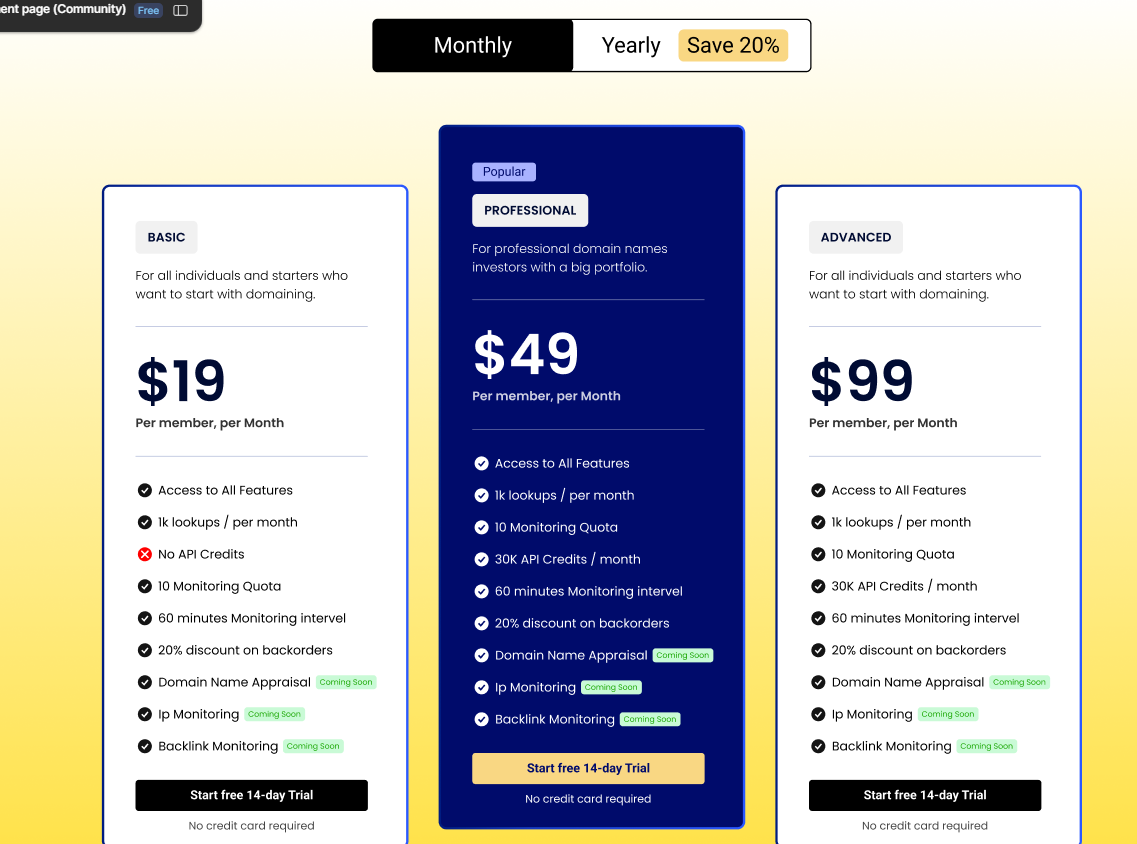 ent page (Community) Free
Monthly
Yearly Save 20%
BASIC
For all individuals and starters who
want to start with domaining.
$19
Per member, per Month
Access to All Features
1k lookups / per month
No API Credits
10 Monitoring Quota
60 minutes Monitoring intervel
20% discount on backorders
Domain Name Appraisal Coming Soon
Ip Monitoring Coming Soon
Backlink Monitoring Coming Soon
Start free 14-day Trial
No credit card required
Popular
PROFESSIONAL
For professional domain names
investors with a big portfolio.
$49
Per member, per Month
Access to All Features
1k lookups / per month
10 Monitoring Quota
30K API Credits / month
60 minutes Monitoring intervel
20% discount on backorders
Domain Name Appraisal Coming Soon
Ip Monitoring Coming Soon
Backlink Monitoring Coming Soon
Start free 14-day Trial
No credit card required
ADVANCED
For all individuals and starters who
want to start with domaining.
$99
Per member, per Month
Access to All Features
1k lookups / per month
10 Monitoring Quota
30K API Credits / month
60 minutes Monitoring intervel
20% discount on backorders
Domain Name Appraisal Coming Soon
Ip Monitoring Coming Soon
Backlink Monitoring Coming Soon
Start free 14-day Trial
No credit card required